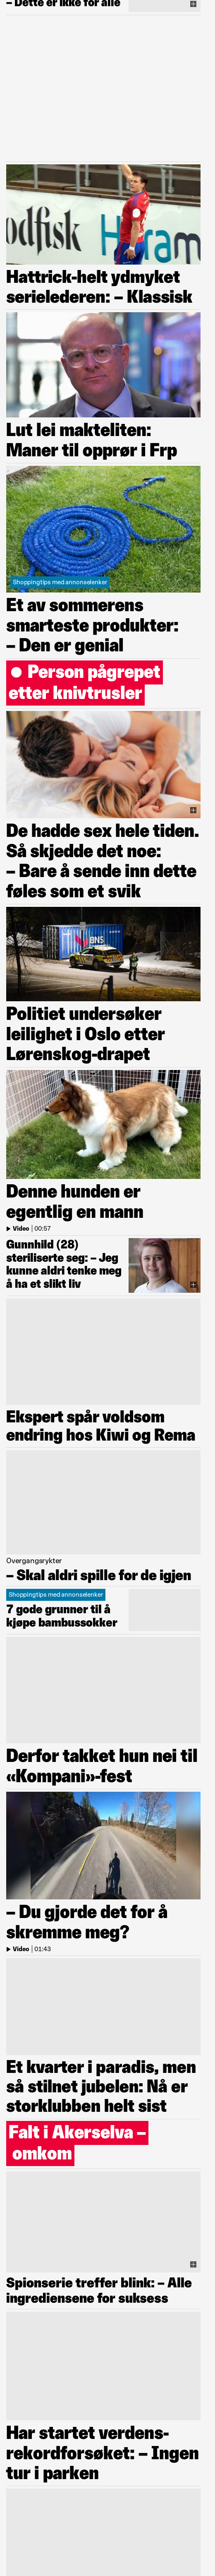 – Dette er ikke for alle
Hattrick-helt ydmyket
serielederen: – Klassisk
Lut lei makteliten:
Maner til opprør i Frp
Shoppingtips med annonselenker
Et av sommerens
smarteste produkter:
– Den er genial
Person pågrepet
etter knivtrusler
De hadde sex hele tiden.
Så skjedde det noe:
– Bare å sende inn dette
føles som et svik
BNS
Politiet undersøker
leilighet i Oslo etter
Lørenskog-drapet
Denne hunden er
egentlig en mann
Video | 00:57
Gunnhild (28)
steriliserte seg: – Jeg
kunne aldri tenke meg
å ha et slikt liv
Ekspert spår voldsom
endring hos Kiwi og Rema
Overgangsrykter
– Skal aldri spille for de igjen
Shoppingtips med annonselenker
7 gode grunner til å
kjøpe bambussokker
Derfor takket hun nei til
«Kompani»-fest
– Du gjorde det for å
skremme meg?
Video | 01:43
Et kvarter i paradis, men
så stilnet jubelen: Nå er
storklubben helt sist
Falt i Akerselva –
omkom
Spionserie treffer blink: – Alle
ingrediensene for suksess
Har startet verdens-
rekordforsøket: – Ingen
tur i parken